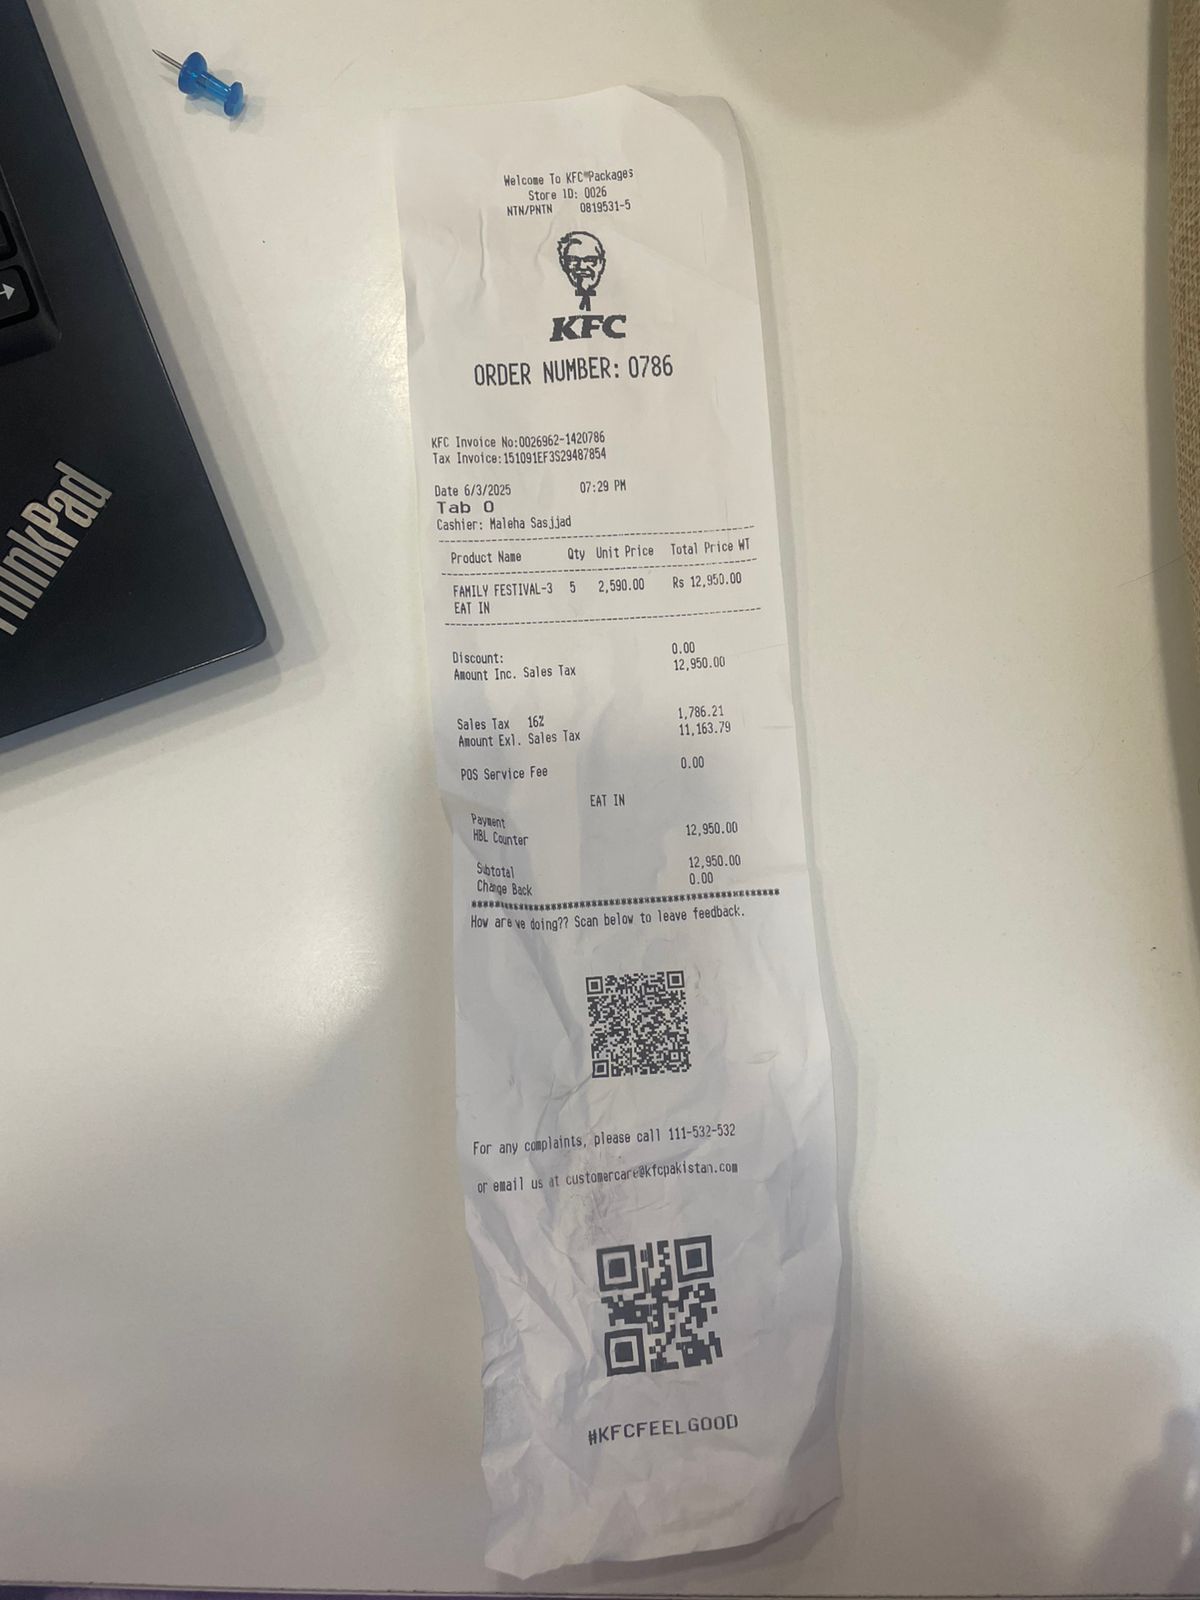 Welcome To KFC®Packages
Store ID: 0026
NTN/PNTN 0819531-5
KFC
ORDER NUMBER: 0786
KFC Invoice No:0026962-1420786
Tax Invoice:151091EF3S29487854
Date 6/3/2025 07:29 PM
Tab 0
Cashier: Maleha Sasjjad
Product Name Qty Unit Price Total Price WT
FAMILY FESTIVAL-3 5 2,590.00 Rs 12,950.00
EAT IN
Discount: 0.00
Amount Inc. Sales Tax 12,950.00
Sales Tax 16% 1,786.21
Amount Exl. Sales Tax 11,163.79
POS Service Fee 0.00
EAT IN
Payment
HBL Counter 12,950.00
Subtotal 12,950.00
Change Back 0.00
How are we doing?? Scan below to leave feedback.
For any complaints, please call 111-532-532
or email us at customercare@kfcpakistan.com
#KFCFEELGOOD
ThinkPad